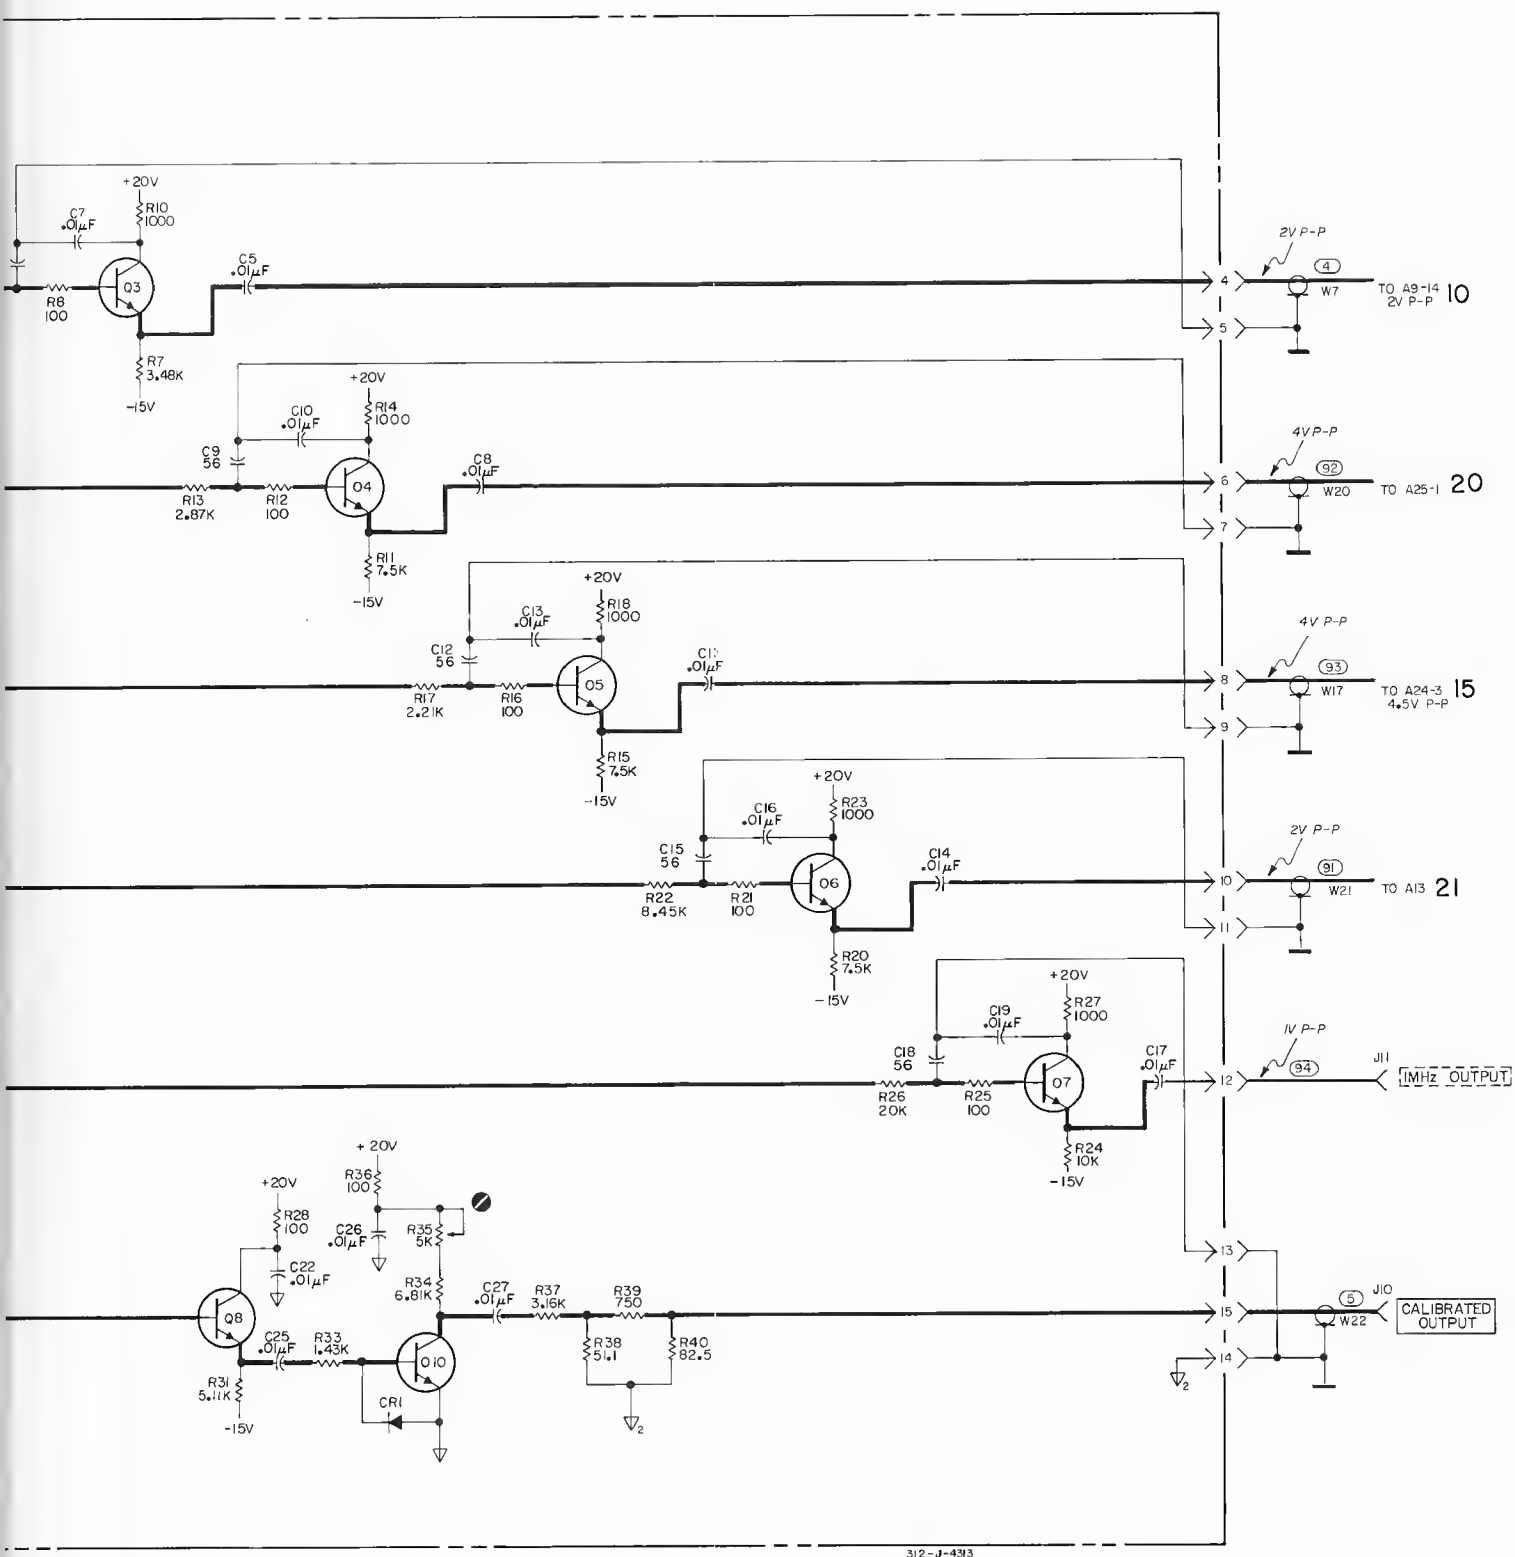 +20V
R10
1000
C7
.01µF
R8
100
Q3
C5
.01µF
R7
3.48K
-15V
4
2V P-P
4
W7
TO A9-14
2V P-P
10
5
+20V
R14
1000
C10
.01µF
C9
56
R13
2.87K
R12
100
Q4
C8
.01µF
R11
7.5K
-15V
6
4V P-P
92
W20
TO A25-1
20
7
+20V
R18
1000
C13
.01µF
C12
56
R17
2.21K
R16
100
Q5
.01µF
R15
7.5K
-15V
8
4V P-P
93
W17
TO A24-3
4.5V P-P
15
9
+20V
R23
1000
C16
.01µF
C15
56
R22
8.45K
R21
100
Q6
C14
.01µF
R20
7.5K
-15V
10
2V P-P
91
W21
TO A13
21
11
+20V
R27
1000
C19
.01µF
C18
56
R26
20K
R25
100
Q7
C17
.01µF
R24
10K
-15V
12
1V P-P
94
J11
1MHz OUTPUT
13
+20V
R28
100
C22
.01µF
Q8
R31
5.11K
-15V
C25
.01µF
R33
1.43K
CR1
Q10
+20V
R36
100
C26
.01µF
R35
5K
R34
6.81K
C27
.01µF
R37
3.16K
R39
750
R38
51.1
R40
82.5
2
15
5
W22
J10
CALIBRATED
OUTPUT
14
2
312-J-4313